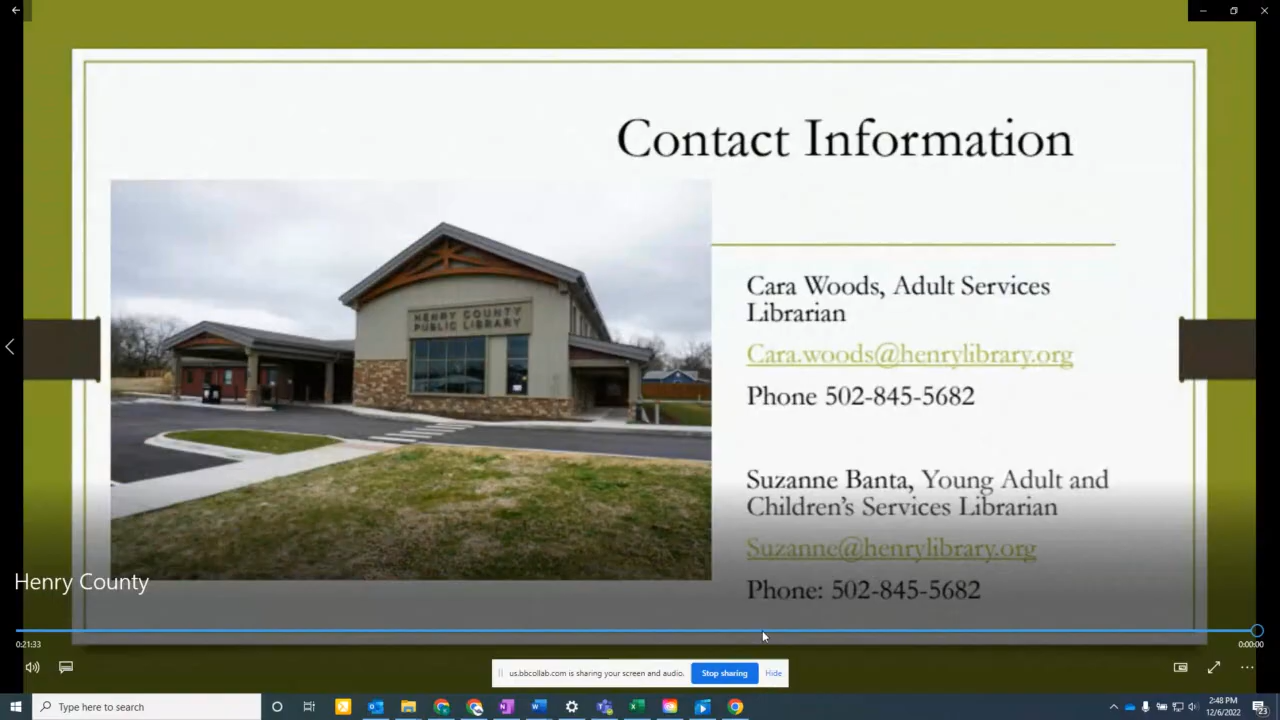 Contact Information
HENRY COUNTY
PUBLIC LIBRARY
Cara Woods, Adult Services
Librarian
Cara.woods@henrylibrary.org
Phone 502-845-5682
Suzanne Banta, Young Adult and
Children's Services Librarian
Suzanne@henrylibrary.org
Phone: 502-845-5682
Henry County
0:21:33
0:00:00
us.bbcollab.com is sharing your screen and audio.
Stop sharing
Hide
Type here to search
2:48 PM
12/6/2022
23